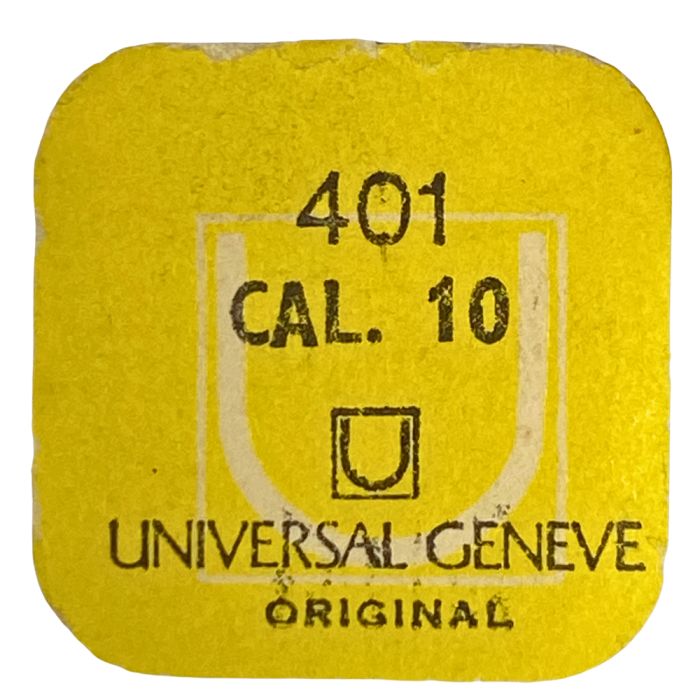 401
CAL. 10
U
UNIVERSAL GENEVE
ORIGINAL